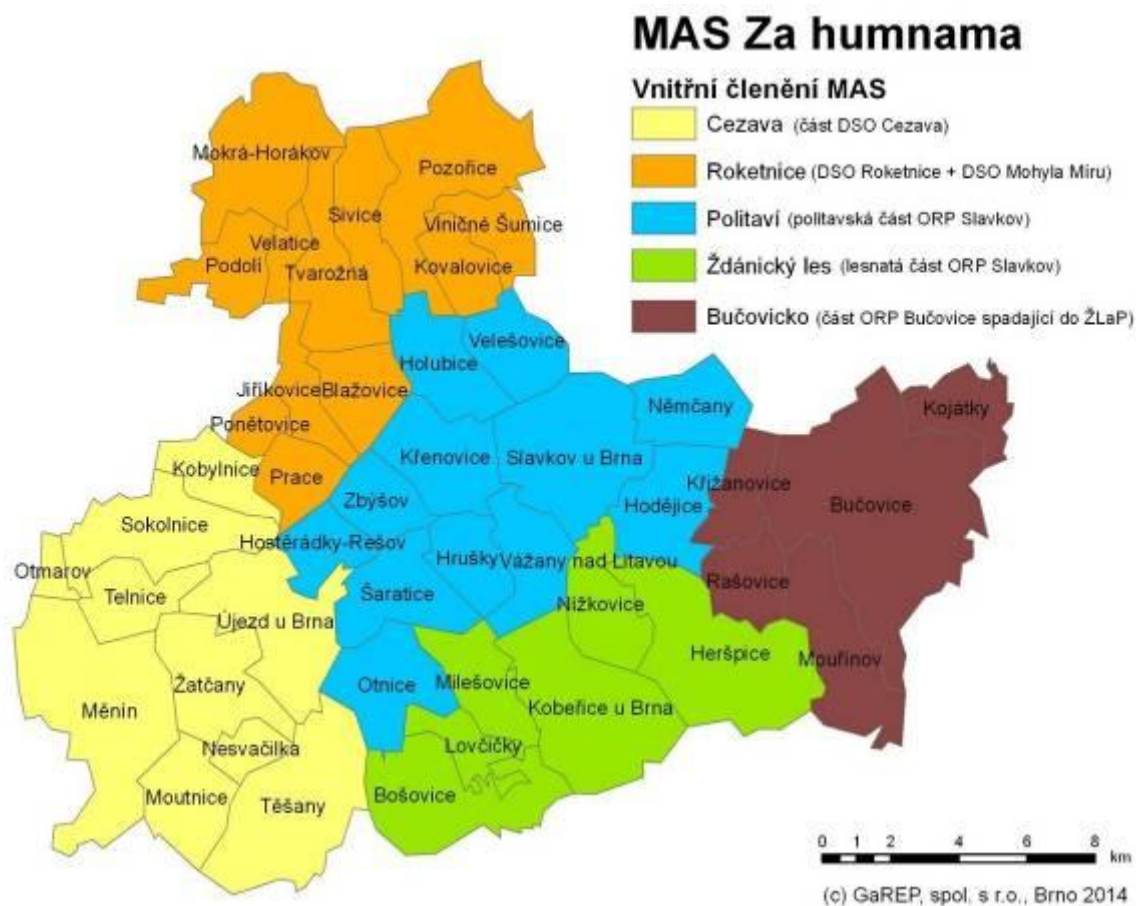 MAS Za humnama
Vnitřní členění MAS
Cezava (část DSO Cezava)
Roketnice (DSO Roketnice + DSO Mohyla Míru)
Politaví (politavská část ORP Slavkov)
Ždánický les (lesnatá část ORP Slavkov)
Bučovicko (část ORP Bučovice spadající do ŽLaP)
Mokrá-Horákov
Pozořice
Sivice
Viničné Šumice
Velatice
Podolí
Tvarožná
Kovalovice
Velešovice
Holubice
Jiříkovice
Blažovice
Němčany
Kojátky
Ponětovice
Křenovice
Slavkov u Brna
Kobylnice
Prace
Křižanovice
Zbýšov
Hodějice
Bučovice
Sokolnice
Hostěrádky-Rešov
Hrušky
Vážany nad Litavou
Otmarov
Telnice
Šaratice
Rašovice
Nížkovice
Újezd u Brna
Heršpice
Mouřínov
Otnice
Milešovice
Žatčany
Kobeřice u Brna
Měnín
Nesvačilka
Lovčičky
Bošovice
Moutnice
Těšany
0 1 2 4 6 8
km
(c) GaREP, spol. s r.o., Brno 2014